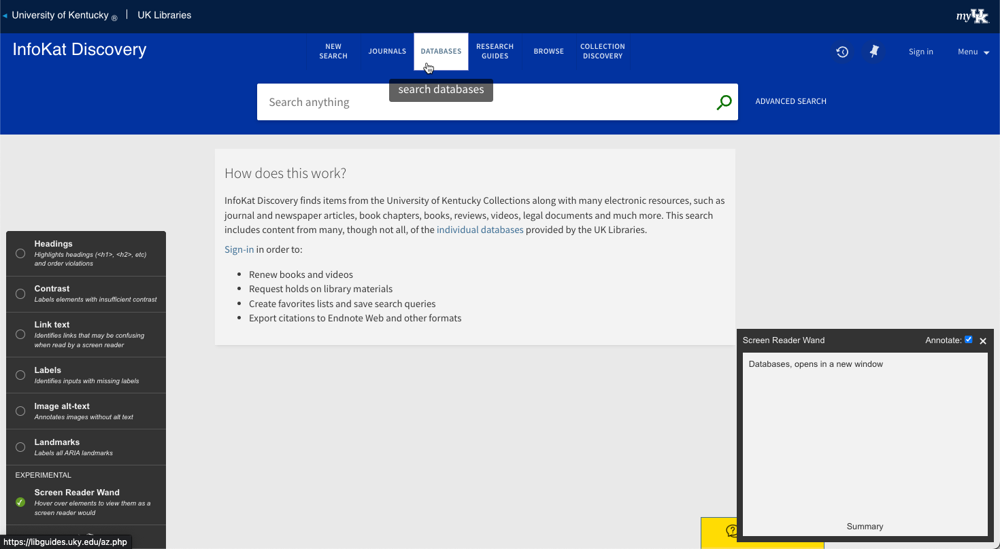 University of Kentucky ® | UK Libraries
my UK
InfoKat Discovery
NEW
SEARCH
JOURNALS
DATABASES
RESEARCH
GUIDES
BROWSE
COLLECTION
DISCOVERY
Sign in
Menu
search databases
Search anything
ADVANCED SEARCH
How does this work?
InfoKat Discovery finds items from the University of Kentucky Collections along with many electronic resources, such as
journal and newspaper articles, book chapters, books, reviews, videos, legal documents and much more. This search
includes content from many, though not all, of the individual databases provided by the UK Libraries.
Sign-in in order to:
• Renew books and videos
• Request holds on library materials
• Create favorites lists and save search queries
• Export citations to Endnote Web and other formats
Headings
Highlights headings (<h1>, <h2>, etc)
and order violations
Contrast
Labels elements with insufficient contrast
Link text
Identifies links that may be confusing
when read by a screen reader
Labels
Identifies inputs with missing labels
Image alt-text
Annotates images without alt text
Landmarks
Labels all ARIA landmarks
EXPERIMENTAL
Screen Reader Wand
Hover over elements to view them as a
screen reader would
https://libguides.uky.edu/az.php
Screen Reader Wand
Annotate:
Databases, opens in a new window
Summary